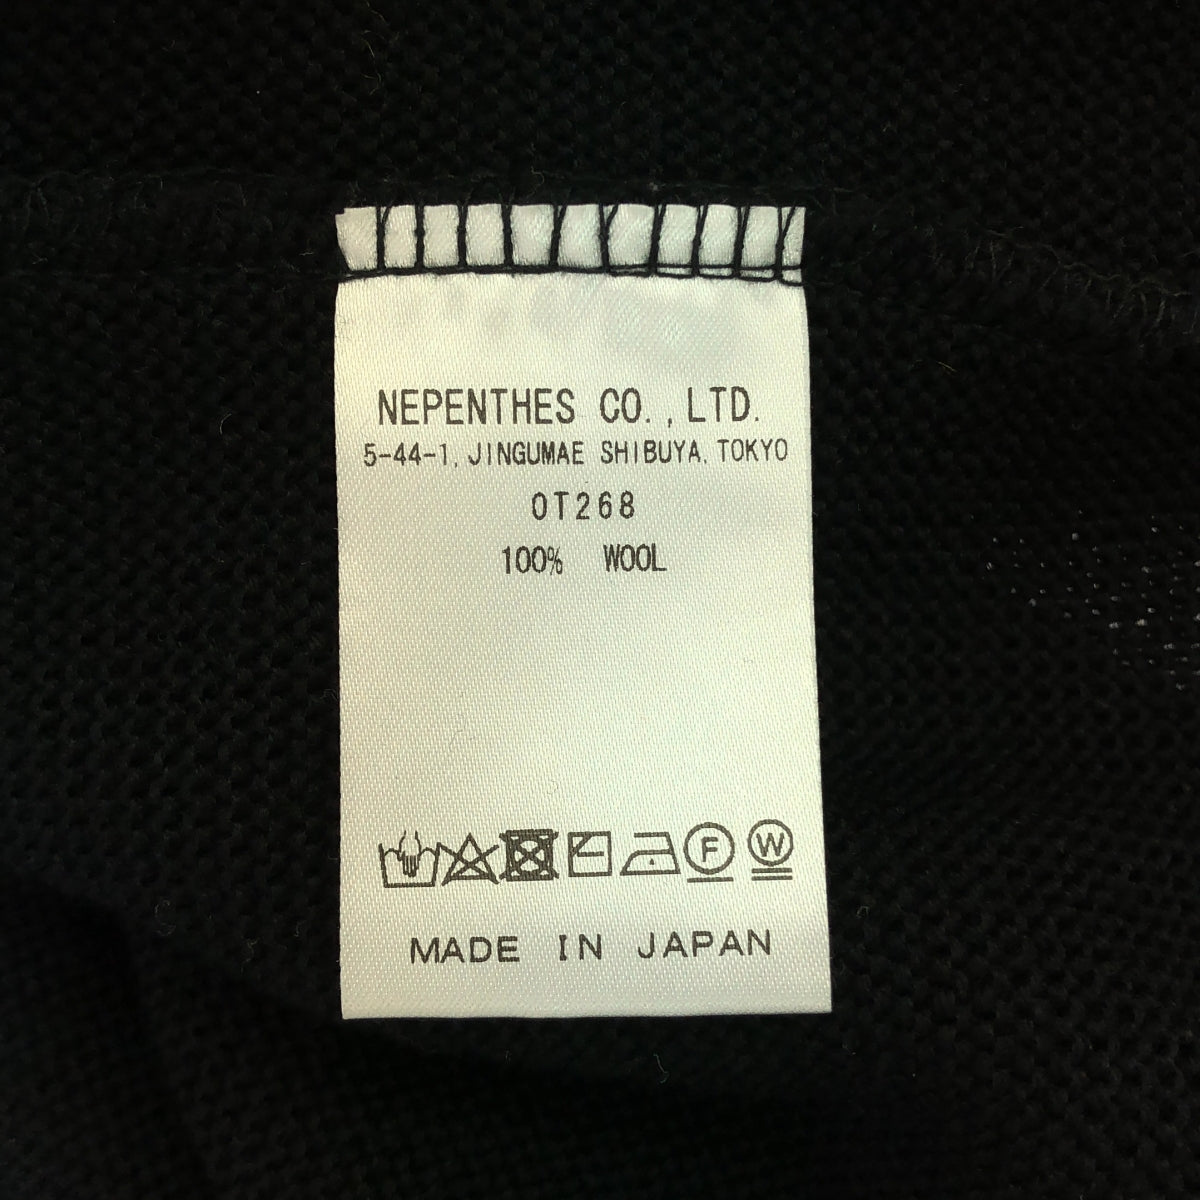 NEPENTHES CO.,LTD.
5-44-1, JINGUMAE SHIBUYA, TOKYO
OT268
100% WOOL
F W
MADE IN JAPAN